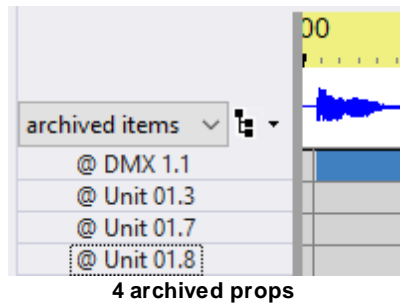 00
archived items
@ DMX 1.1
@ Unit 01.3
@ Unit 01.7
@ Unit 01.8
4 archived props